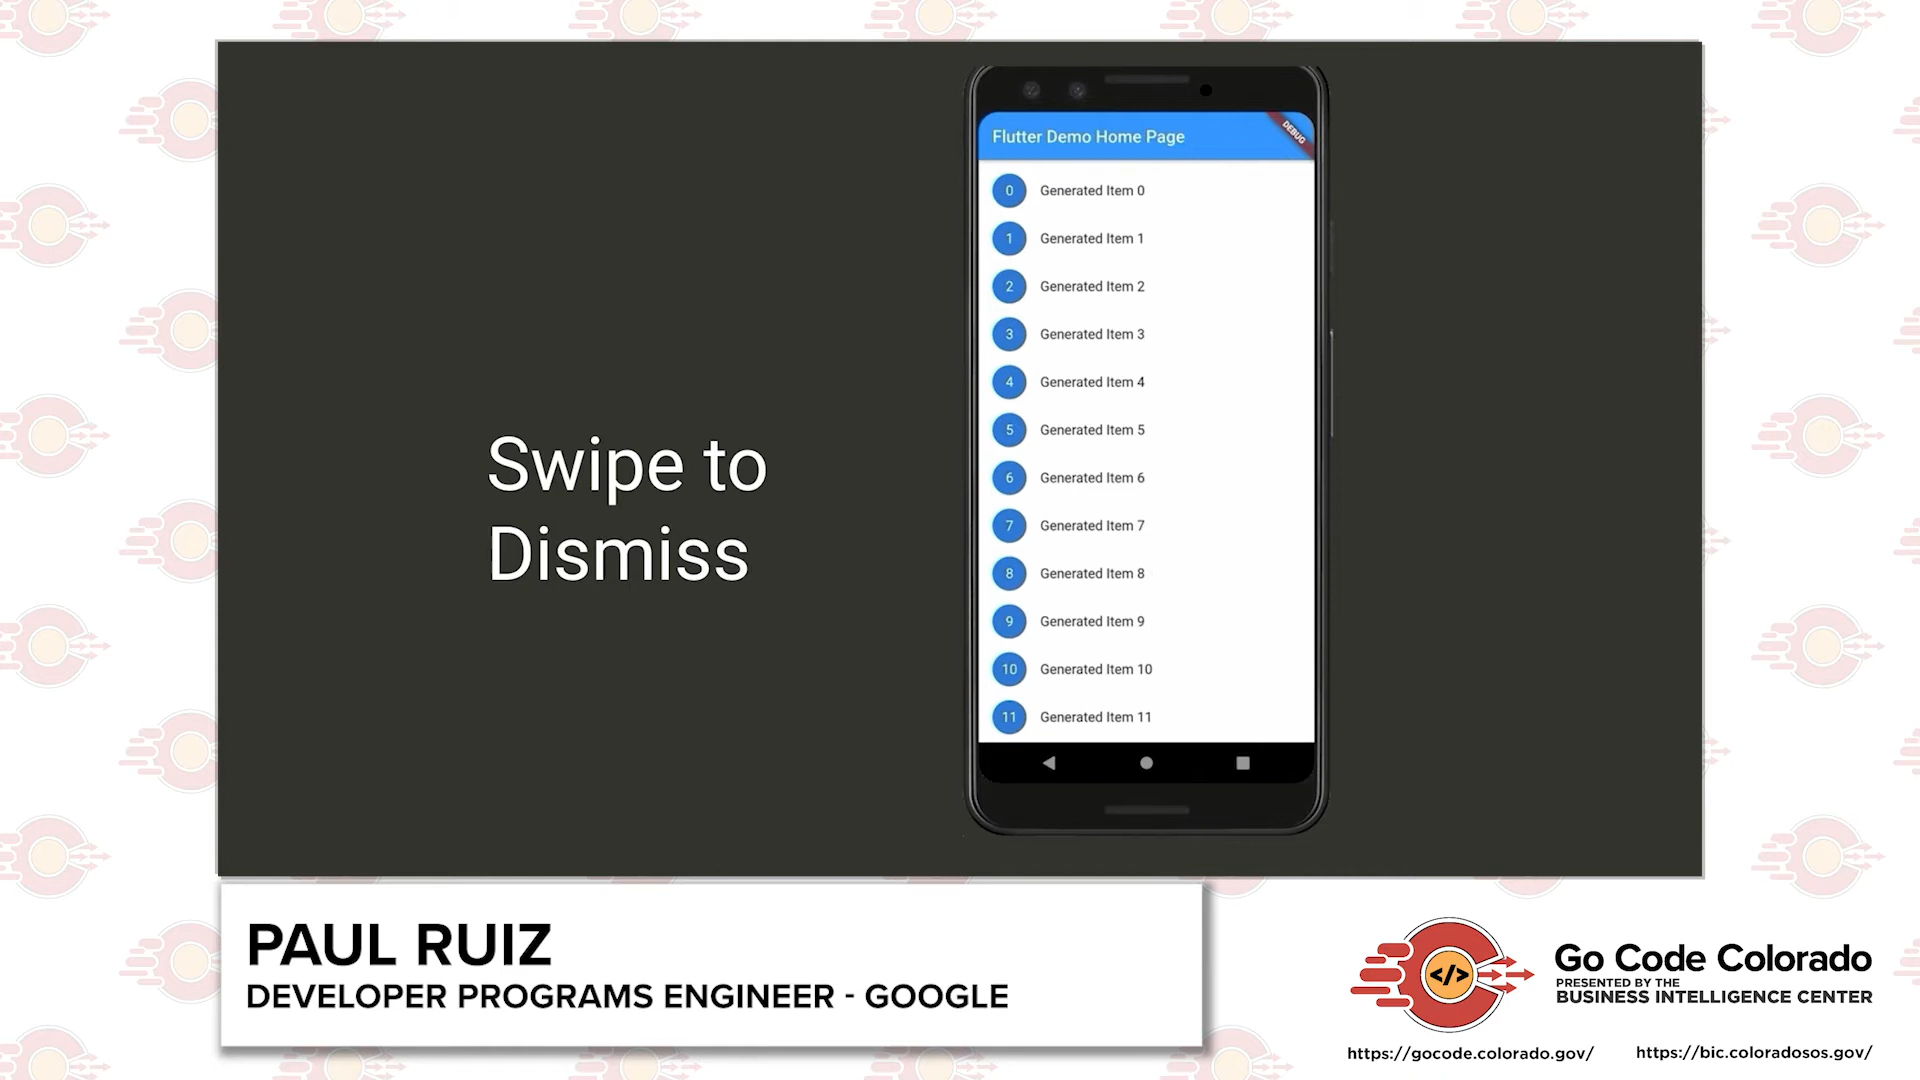 Swipe to
Dismiss
Flutter Demo Home Page
DEBUG
0 Generated Item 0
1 Generated Item 1
2 Generated Item 2
3 Generated Item 3
4 Generated Item 4
5 Generated Item 5
6 Generated Item 6
7 Generated Item 7
8 Generated Item 8
9 Generated Item 9
10 Generated Item 10
11 Generated Item 11
PAUL RUIZ
DEVELOPER PROGRAMS ENGINEER - GOOGLE
</>
Go Code Colorado
PRESENTED BY THE
BUSINESS INTELLIGENCE CENTER
https://gocode.colorado.gov/ https://bic.coloradosos.gov/